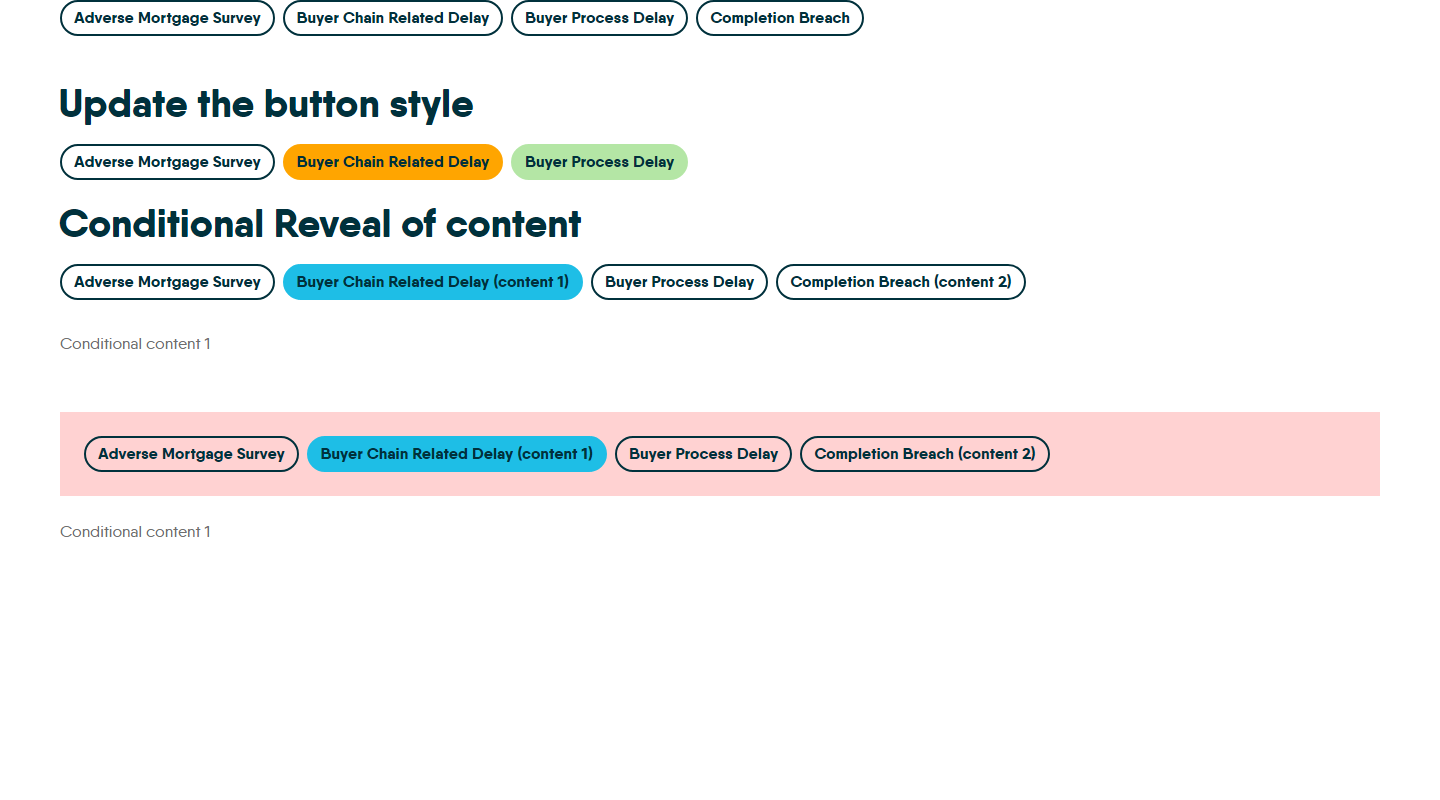 Adverse Mortgage Survey Buyer Chain Related Delay Buyer Process Delay Completion Breach
Update the button style
Adverse Mortgage Survey Buyer Chain Related Delay Buyer Process Delay
Conditional Reveal of content
Adverse Mortgage Survey Buyer Chain Related Delay (content 1) Buyer Process Delay Completion Breach (content 2)
Conditional content 1
Adverse Mortgage Survey Buyer Chain Related Delay (content 1) Buyer Process Delay Completion Breach (content 2)
Conditional content 1